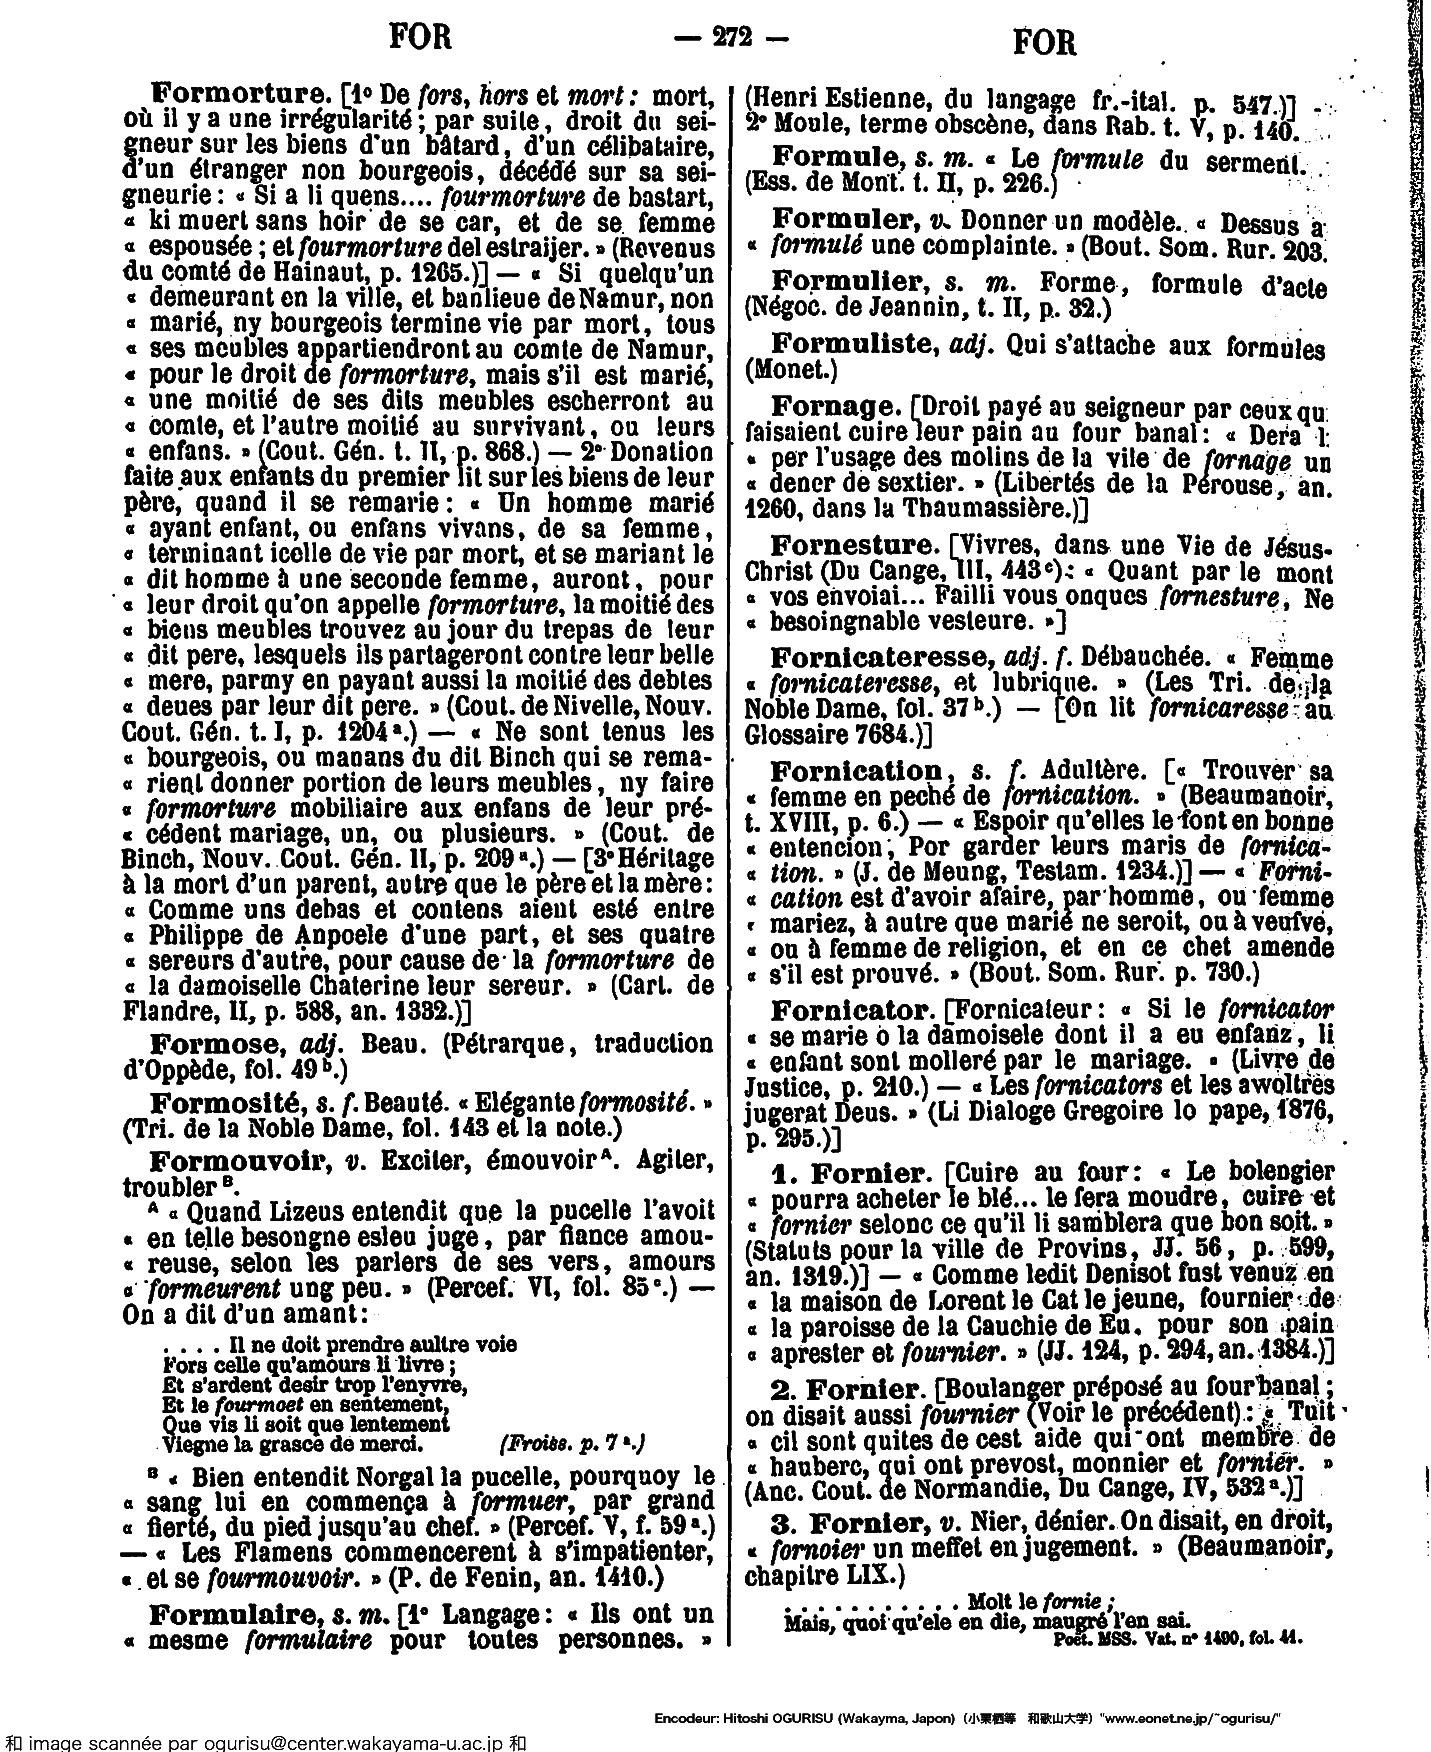 FOR
— 272 —
FOR
Formorture. [1º De fors, hors et mort : mort,
où il y a une irrégularité ; par suite, droit du sei-
gneur sur les biens d'un bâtard, d'un célibataire,
d'un étranger non bourgeois, décédé sur sa sei-
gneurie : « Si a li quens.... fourmorture de bastart,
« ki muert sans hoir de se car, et de se femme
« espousée ; et fourmorture del estraijer. » (Revenus
du comté de Hainaut, p. 1265.)] — « Si quelqu'un
« demeurant en la ville, et banlieue de Namur, non
« marié, ny bourgeois termine vie par mort, tous
« ses meubles appartiendront au comte de Namur,
« pour le droit de formorture, mais s'il est marié,
« une moitié de ses dits meubles escherront au
« comte, et l'autre moitié au survivant, ou leurs
« enfans. » (Cout. Gén. t. II, p. 868.) — 2º Donation
faite aux enfants du premier lit sur les biens de leur
père, quand il se remarie : « Un homme marié
« ayant enfant, ou enfans vivans, de sa femme,
« terminant icelle de vie par mort, et se mariant le
« dit homme à une seconde femme, auront, pour
« leur droit qu'on appelle formorture, la moitié des
« biens meubles trouvez au jour du trepas de leur
« dit pere, lesquels ils partageront contre leur belle
« mere, parmy en payant aussi la moitié des debtes
« deues par leur dit pere. » (Cout. de Nivelle, Nouv.
Cout. Gén. t. I, p. 1204ª.) — « Ne sont tenus les
« bourgeois, ou manans du dit Binch qui se rema-
« rient donner portion de leurs meubles, ny faire
« formorture mobiliaire aux enfans de leur pré-
« cédent mariage, un, ou plusieurs. » (Cout. de
Binch, Nouv. Cout. Gén. II, p. 209ª.) — [3º Héritage
à la mort d'un parent, autre que le père et la mère :
« Comme uns debas et contens aient esté entre
« Philippe de Anpoele d'une part, et ses quatre
« sereurs d'autre, pour cause de la formorture de
« la damoiselle Chaterine leur sereur. » (Cart. de
Flandre, II, p. 588, an. 1332.)]
Formose, adj. Beau. (Pétrarque, traduction
d'Oppède, fol. 49ᵇ.)
Formosité, s. f. Beauté. « Elégante formosité. »
(Tri. de la Noble Dame, fol. 143 et la note.)
Formouvoir, v. Exciter, émouvoirᴬ. Agiter,
troublerᴮ.
ᴬ « Quand Lizeus entendit que la pucelle l'avoit
« en telle besongne esleu juge, par fiance amou-
« reuse, selon les parlers de ses vers, amours
« formeurent ung peu. » (Percef. VI, fol. 85ᶜ.) —
On a dit d'un amant :
. . . . Il ne doit prendre aultre voie
Fors celle qu'amours li livre ;
Et s'ardent desir trop l'enyvre,
Et le fourmoet en sentement,
Que vis li soit que lentement
Viegne la grasce de merci. (Froiss. p. 7ª.)
ᴮ « Bien entendit Norgal la pucelle, pourquoy le
« sang lui en commença à formuer, par grand
« fierté, du pied jusqu'au chef. » (Percef. V, f. 59ª.)
— « Les Flamens commencerent à s'impatienter,
« et se fourmouvoir. » (P. de Fenin, an. 1410.)
Formulaire, s. m. [1º Langage : « Ils ont un
« mesme formulaire pour toutes personnes. »
(Henri Estienne, du langage fr.-ital. p. 547.)]
2º Moule, terme obscène, dans Rab. t. V, p. 140.
Formule, s. m. « Le formule du serment.
(Ess. de Mont. t. II, p. 226.)
Formuler, v. Donner un modèle. « Dessus a
« formulé une complainte. » (Bout. Som. Rur. 203.
Formulier, s. m. Forme, formule d'acte
(Négoc. de Jeannin, t. II, p. 32.)
Formuliste, adj. Qui s'attache aux formules
(Monet.)
Fornage. [Droit payé au seigneur par ceux qu
faisaient cuire leur pain au four banal : « Dera
« per l'usage des molins de la vile de fornage un
« dener de sextier. » (Libertés de la Pérouse, an.
1260, dans la Thaumassière.)]
Fornesture. [Vivres, dans une Vie de Jésus-
Christ (Du Cange, III, 443ᶜ) : « Quant par le mont
« vos envoiai... Failli vous onques fornesture, Ne
« besoingnable vesteure. »]
Fornicateresse, adj. f. Débauchée. « Femme
« fornicateresse, et lubrique. » (Les Tri. de la
Noble Dame, fol. 37ᵇ.) — [On lit fornicaresse au
Glossaire 7684.)]
Fornication, s. f. Adultère. [« Trouver sa
« femme en peché de fornication. » (Beaumanoir,
t. XVIII, p. 6.) — « Espoir qu'elles le font en bonne
« entencion, Por garder leurs maris de fornica-
« tion. » (J. de Meung, Testam. 1234.)] — « Forni-
« cation est d'avoir afaire, par homme, ou femme
« mariez, à autre que marié ne seroit, ou à veufve,
« ou à femme de religion, et en ce chet amende
« s'il est prouvé. » (Bout. Som. Rur. p. 730.)
Fornicator. [Fornicateur : « Si le fornicator
« se marie o la damoisele dont il a eu enfanz, li
« enfant sont molleré par le mariage. » (Livre de
Justice, p. 210.) — « Les fornicators et les awoltres
jugerat Deus. » (Li Dialoge Gregoire lo pape, 1876,
p. 295.)]
1. Fornier. [Cuire au four : « Le bolengier
« pourra acheter le blé... le fera moudre, cuire et
« fornier selonc ce qu'il li samblera que bon soit. »
(Statuts pour la ville de Provins, JJ. 56, p. 599,
an. 1319.)] — « Comme ledit Denisot fust venuz en
« la maison de Lorent le Cat le jeune, fournier de
« la paroisse de la Cauchie de Eu, pour son pain
« aprester et fournier. » (JJ. 124, p. 294, an. 1384.)]
2. Fornier. [Boulanger préposé au four banal ;
on disait aussi fournier (Voir le précédent) : « Tuit
« cil sont quites de cest aide qui ont membre de
« hauberc, qui ont prevost, monnier et fornier. »
(Anc. Cout. de Normandie, Du Cange, IV, 532ª.)]
3. Fornier, v. Nier, dénier. On disait, en droit,
« fornoier un meffet en jugement. » (Beaumanoir,
chapitre LIX.)
. . . . . . . . . . . Molt le fornie ;
Mais, quoi qu'ele en die, maugré l'en sai.
Poët. MSS. Vat. nº 1490, fol. 41.
Encodeur: Hitoshi OGURISU (Wakayma, Japon) (小栗栖等 和歌山大学) "www.eonet.ne.jp/~ogurisu/"
和 image scannée par ogurisu@center.wakayama-u.ac.jp 和